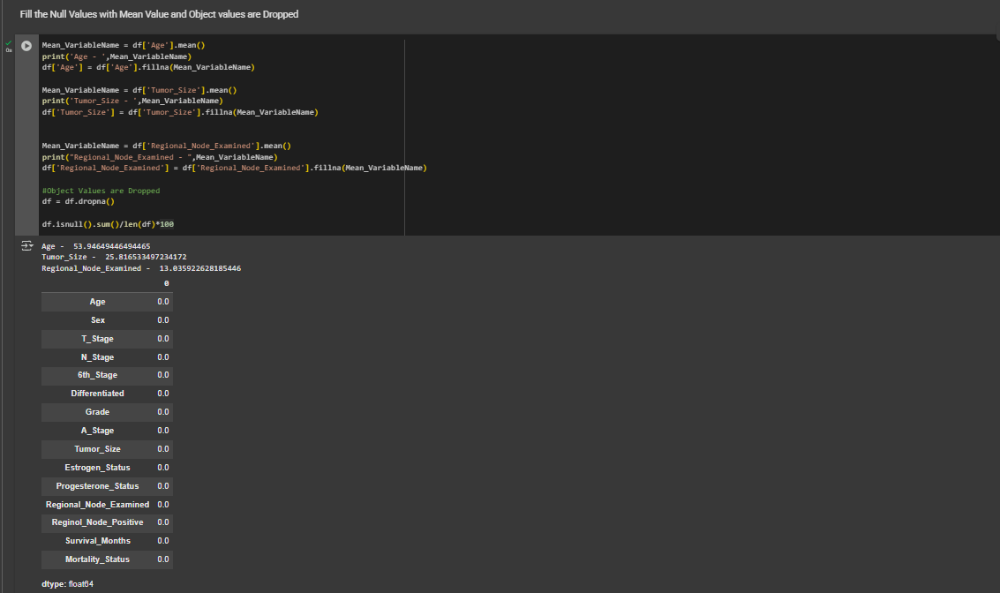 Fill the Null Values with Mean Value and Object values are Dropped
0s
Mean_VariableName = df['Age'].mean()
print('Age - ',Mean_VariableName)
df['Age'] = df['Age'].fillna(Mean_VariableName)
Mean_VariableName = df['Tumor_Size'].mean()
print('Tumor_Size - ',Mean_VariableName)
df['Tumor_Size'] = df['Tumor_Size'].fillna(Mean_VariableName)
Mean_VariableName = df['Regional_Node_Examined'].mean()
print("Regional_Node_Examined - ",Mean_VariableName)
df['Regional_Node_Examined'] = df['Regional_Node_Examined'].fillna(Mean_VariableName)
#Object Values are Dropped
df = df.dropna()
df.isnull().sum()/len(df)*100
Age -  53.94649446494465
Tumor_Size -  25.816533497234172
Regional_Node_Examined -  13.035922628185446
0
Age 0.0
Sex 0.0
T_Stage 0.0
N_Stage 0.0
6th_Stage 0.0
Differentiated 0.0
Grade 0.0
A_Stage 0.0
Tumor_Size 0.0
Estrogen_Status 0.0
Progesterone_Status 0.0
Regional_Node_Examined 0.0
Reginol_Node_Positive 0.0
Survival_Months 0.0
Mortality_Status 0.0
dtype: float64